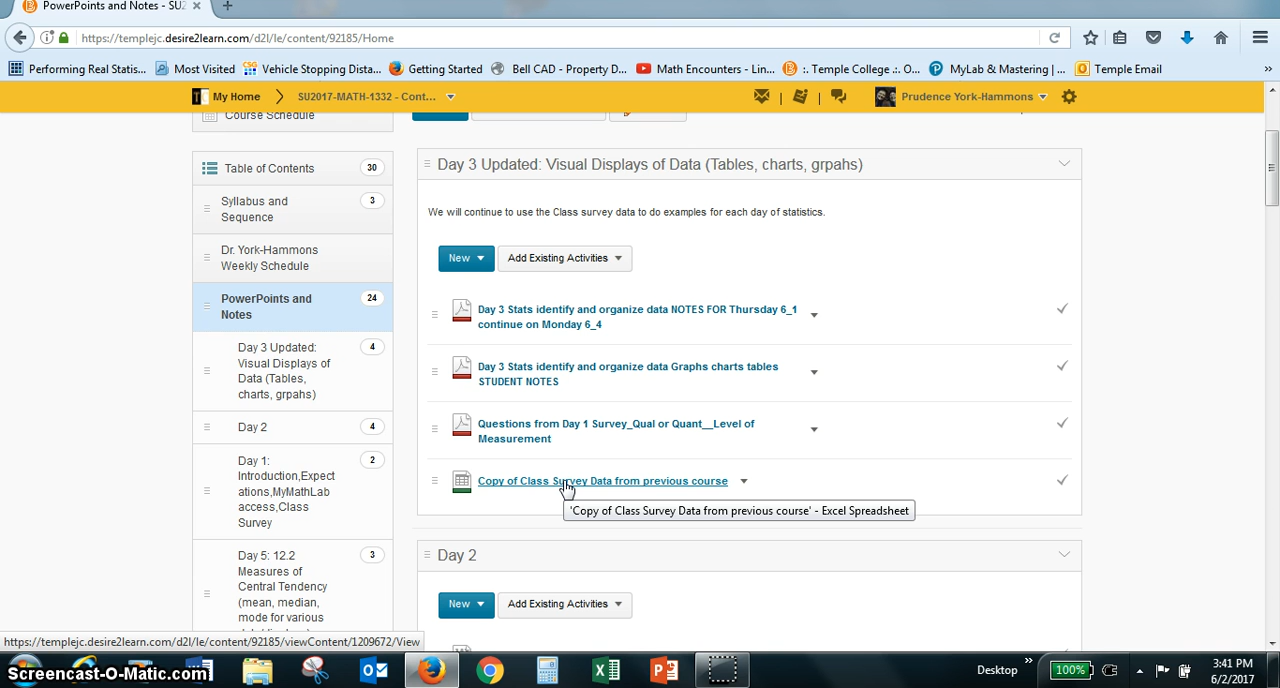 PowerPoints and Notes - SU2
https://templejc.desire2learn.com/d2l/le/content/92185/Home
Performing Real Statis... Most Visited Vehicle Stopping Dista... Getting Started Bell CAD - Property D... Math Encounters - Lin... :. Temple College .:. O... MyLab & Mastering | ... Temple Email
My Home SU2017-MATH-1332 - Cont... Prudence York-Hammons
Course Schedule
Table of Contents 30
Syllabus and
Sequence
3
Dr. York-Hammons
Weekly Schedule
PowerPoints and
Notes
24
Day 3 Updated:
Visual Displays of
Data (Tables,
charts, grpahs)
4
Day 2 4
Day 1:
Introduction,Expect
ations,MyMathLab
access,Class
Survey
2
Day 5: 12.2
Measures of
Central Tendency
(mean, median,
mode for various
3
Day 3 Updated: Visual Displays of Data (Tables, charts, grpahs)
We will continue to use the Class survey data to do examples for each day of statistics.
New Add Existing Activities
Day 3 Stats identify and organize data NOTES FOR Thursday 6_1
continue on Monday 6_4
Day 3 Stats identify and organize data Graphs charts tables
STUDENT NOTES
Questions from Day 1 Survey_Qual or Quant__Level of
Measurement
Copy of Class Survey Data from previous course
'Copy of Class Survey Data from previous course' - Excel Spreadsheet
Day 2
New Add Existing Activities
https://templejc.desire2learn.com/d2l/le/content/92185/viewContent/1209672/View
Screencast-O-Matic.com
Desktop
100%
3:41 PM
6/2/2017